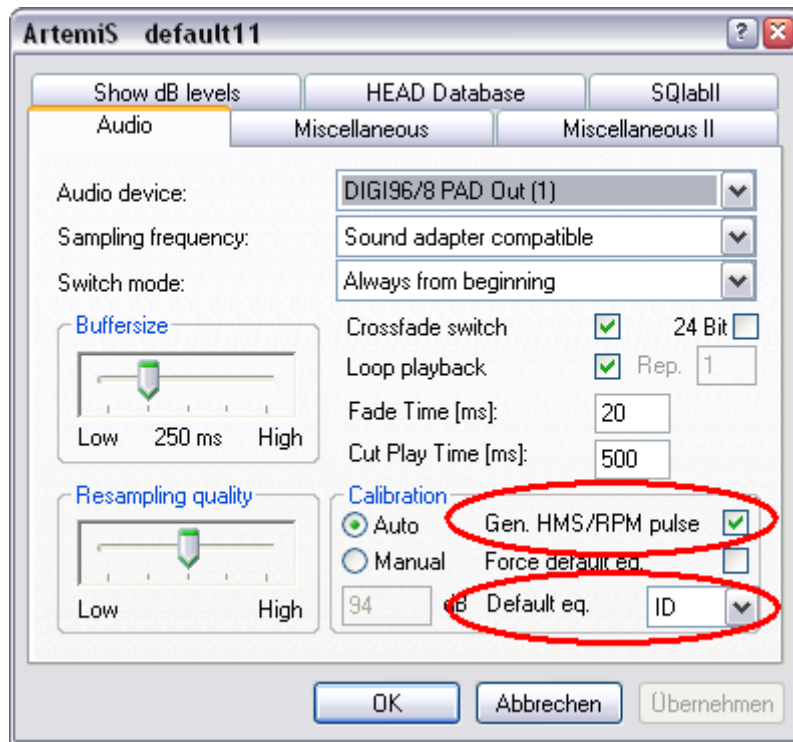 ArtemiS default11
Show dB levels HEAD Database SQlabII
Audio Miscellaneous Miscellaneous II
Audio device: DIGI96/8 PAD Out (1)
Sampling frequency: Sound adapter compatible
Switch mode: Always from beginning
Buffersize
Low 250 ms High
Crossfade switch 24 Bit
Loop playback Rep. 1
Fade Time [ms]: 20
Cut Play Time [ms]: 500
Resampling quality
Low High
Calibration
Auto Gen. HMS/RPM pulse
Manual Force default eq.
94 dB Default eq. ID
OK Abbrechen Übernehmen